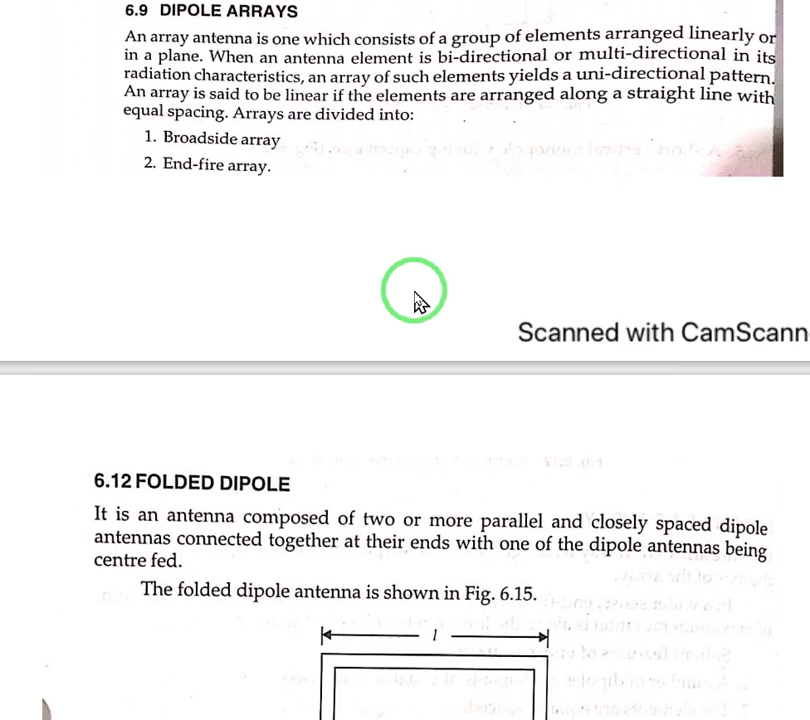 6.9 DIPOLE ARRAYS
An array antenna is one which consists of a group of elements arranged linearly or
in a plane. When an antenna element is bi-directional or multi-directional in its
radiation characteristics, an array of such elements yields a uni-directional pattern.
An array is said to be linear if the elements are arranged along a straight line with
equal spacing. Arrays are divided into:
1. Broadside array
2. End-fire array.
Scanned with CamScann
6.12 FOLDED DIPOLE
It is an antenna composed of two or more parallel and closely spaced dipole
antennas connected together at their ends with one of the dipole antennas being
centre fed.
The folded dipole antenna is shown in Fig. 6.15.
l